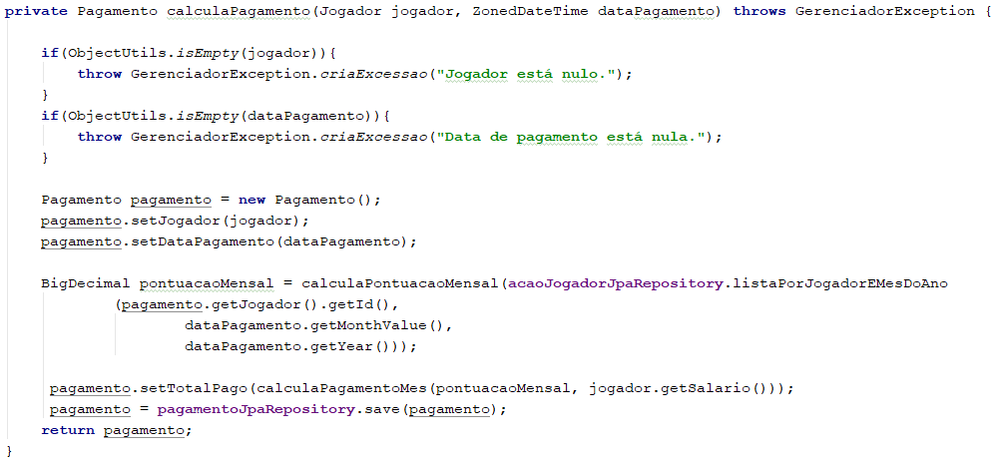 private Pagamento calculaPagamento(Jogador jogador, ZonedDateTime dataPagamento) throws GerenciadorException {
if(ObjectUtils.isEmpty(jogador)){
throw GerenciadorException.criaExcessao("Jogador está nulo.");
}
if(ObjectUtils.isEmpty(dataPagamento)){
throw GerenciadorException.criaExcessao("Data de pagamento está nula.");
}
Pagamento pagamento = new Pagamento();
pagamento.setJogador(jogador);
pagamento.setDataPagamento(dataPagamento);
BigDecimal pontuacaoMensal = calculaPontuacaoMensal(acaoJogadorJpaRepository.listaPorJogadorEMesDoAno
(pagamento.getJogador().getId(),
dataPagamento.getMonthValue(),
dataPagamento.getYear()));
pagamento.setTotalPago(calculaPagamentoMes(pontuacaoMensal, jogador.getSalario()));
pagamento = pagamentoJpaRepository.save(pagamento);
return pagamento;
}